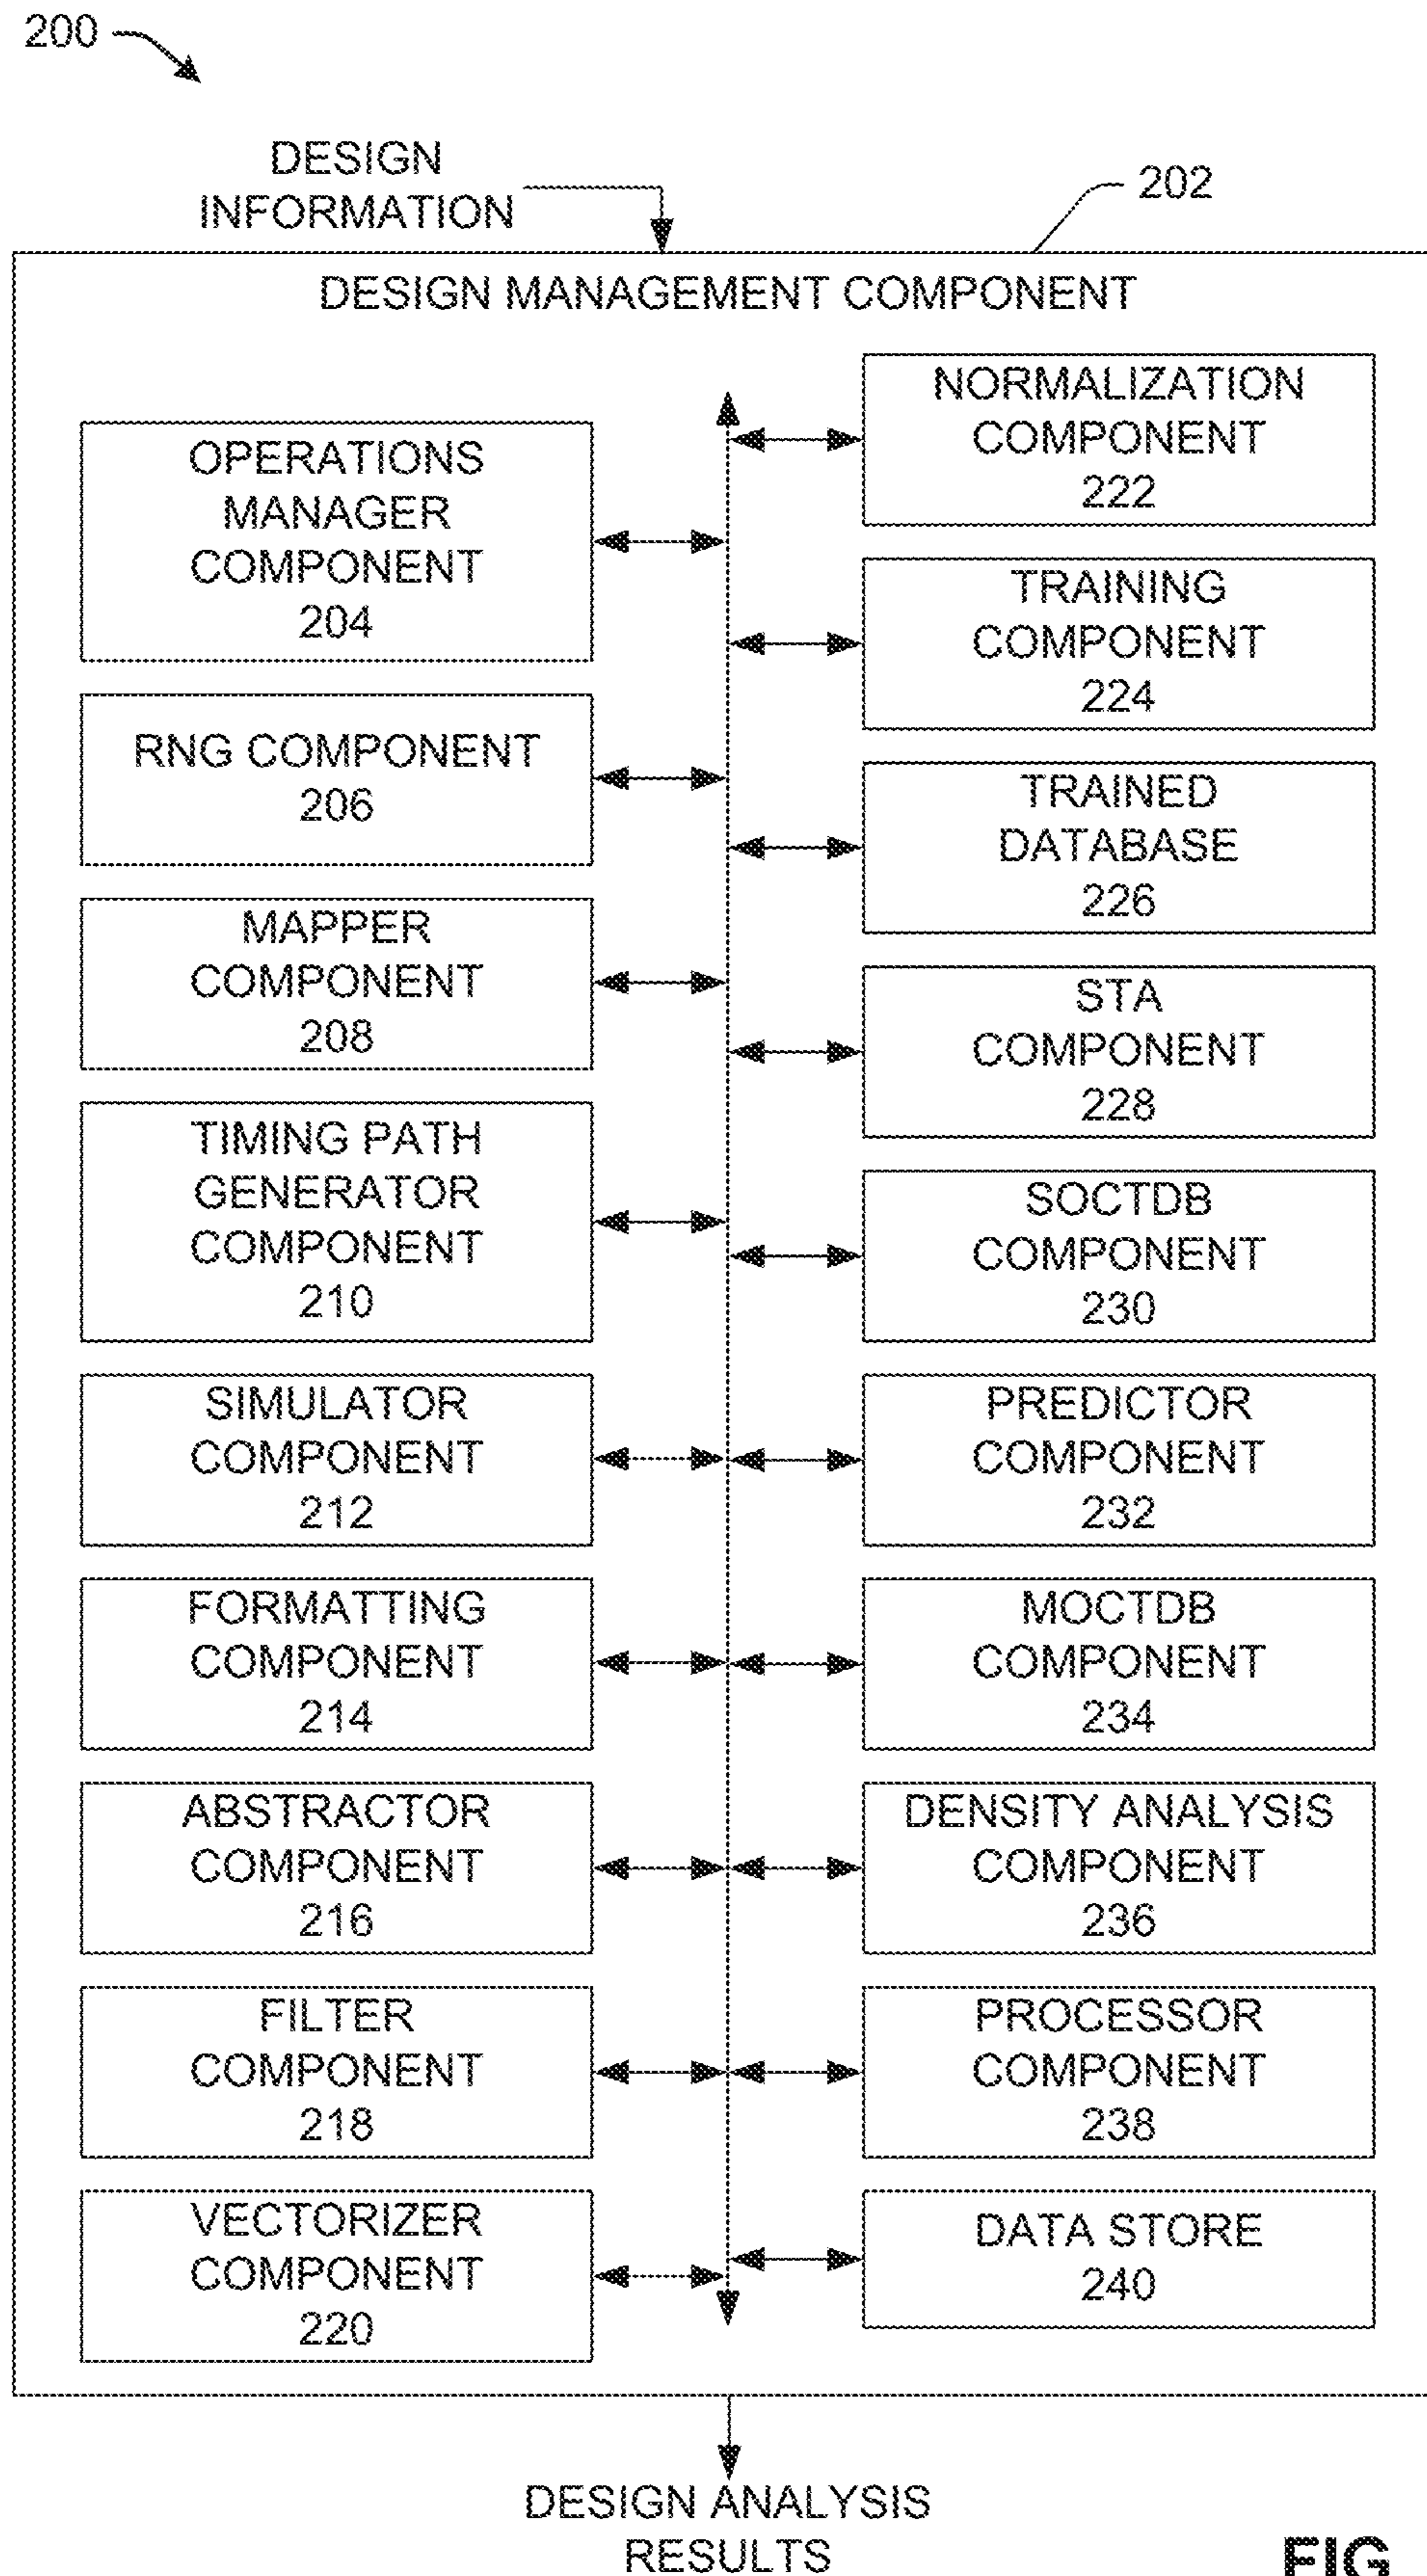 200
DESIGN
INFORMATION
202
DESIGN MANAGEMENT COMPONENT
OPERATIONS
MANAGER
COMPONENT
204
RNG COMPONENT
206
MAPPER
COMPONENT
208
TIMING PATH
GENERATOR
COMPONENT
210
SIMULATOR
COMPONENT
212
FORMATTING
COMPONENT
214
ABSTRACTOR
COMPONENT
216
FILTER
COMPONENT
218
VECTORIZER
COMPONENT
220
NORMALIZATION
COMPONENT
222
TRAINING
COMPONENT
224
TRAINED
DATABASE
226
STA
COMPONENT
228
SOCTDB
COMPONENT
230
PREDICTOR
COMPONENT
232
MOCTDB
COMPONENT
234
DENSITY ANALYSIS
COMPONENT
236
PROCESSOR
COMPONENT
238
DATA STORE
240
DESIGN ANALYSIS
RESULTS
FIG